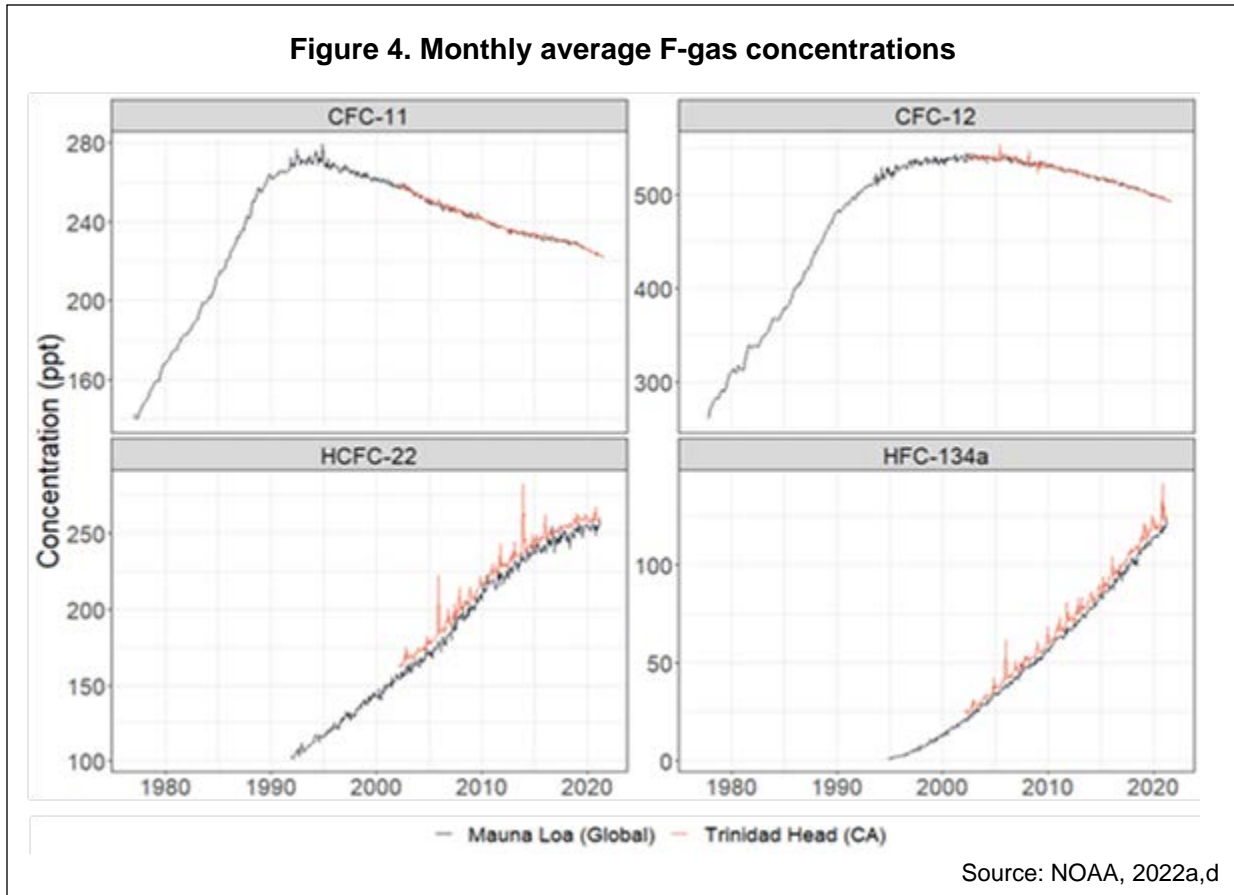 Figure 4. Monthly average F-gas concentrations
CFC-11
CFC-12
280
240
200
160
500
400
300
Concentration (ppt)
HCFC-22
HFC-134a
250
200
150
100
100
50
0
1980 1990 2000 2010 2020
1980 1990 2000 2010 2020
Mauna Loa (Global) Trinidad Head (CA)
Source: NOAA, 2022a,d